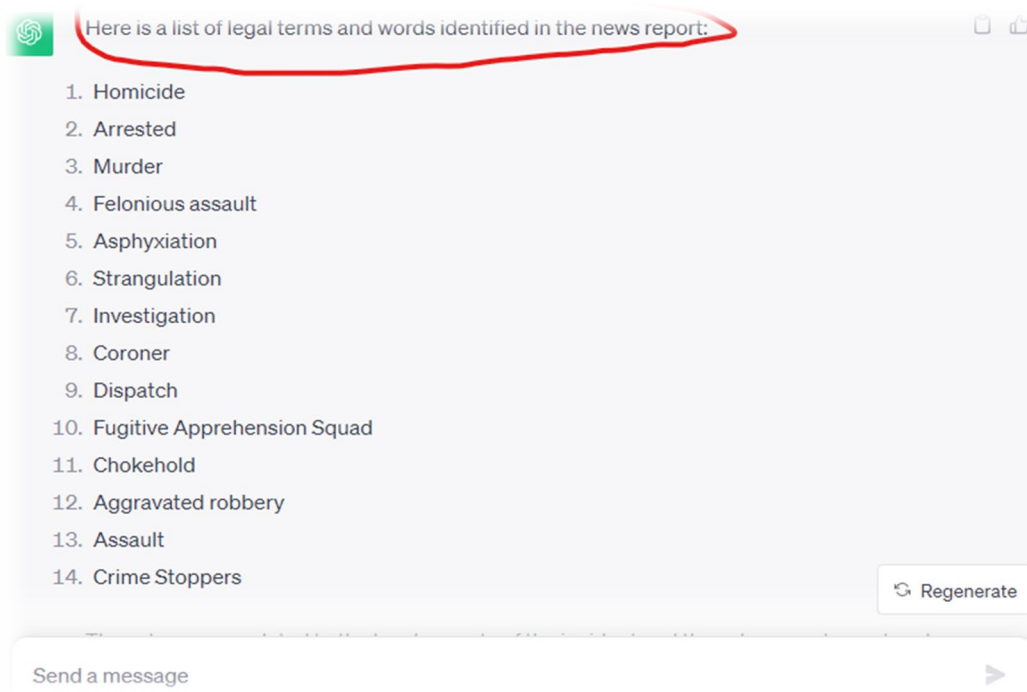 Here is a list of legal terms and words identified in the news report:
1. Homicide
2. Arrested
3. Murder
4. Felonious assault
5. Asphyxiation
6. Strangulation
7. Investigation
8. Coroner
9. Dispatch
10. Fugitive Apprehension Squad
11. Chokehold
12. Aggravated robbery
13. Assault
14. Crime Stoppers
Regenerate
Send a message